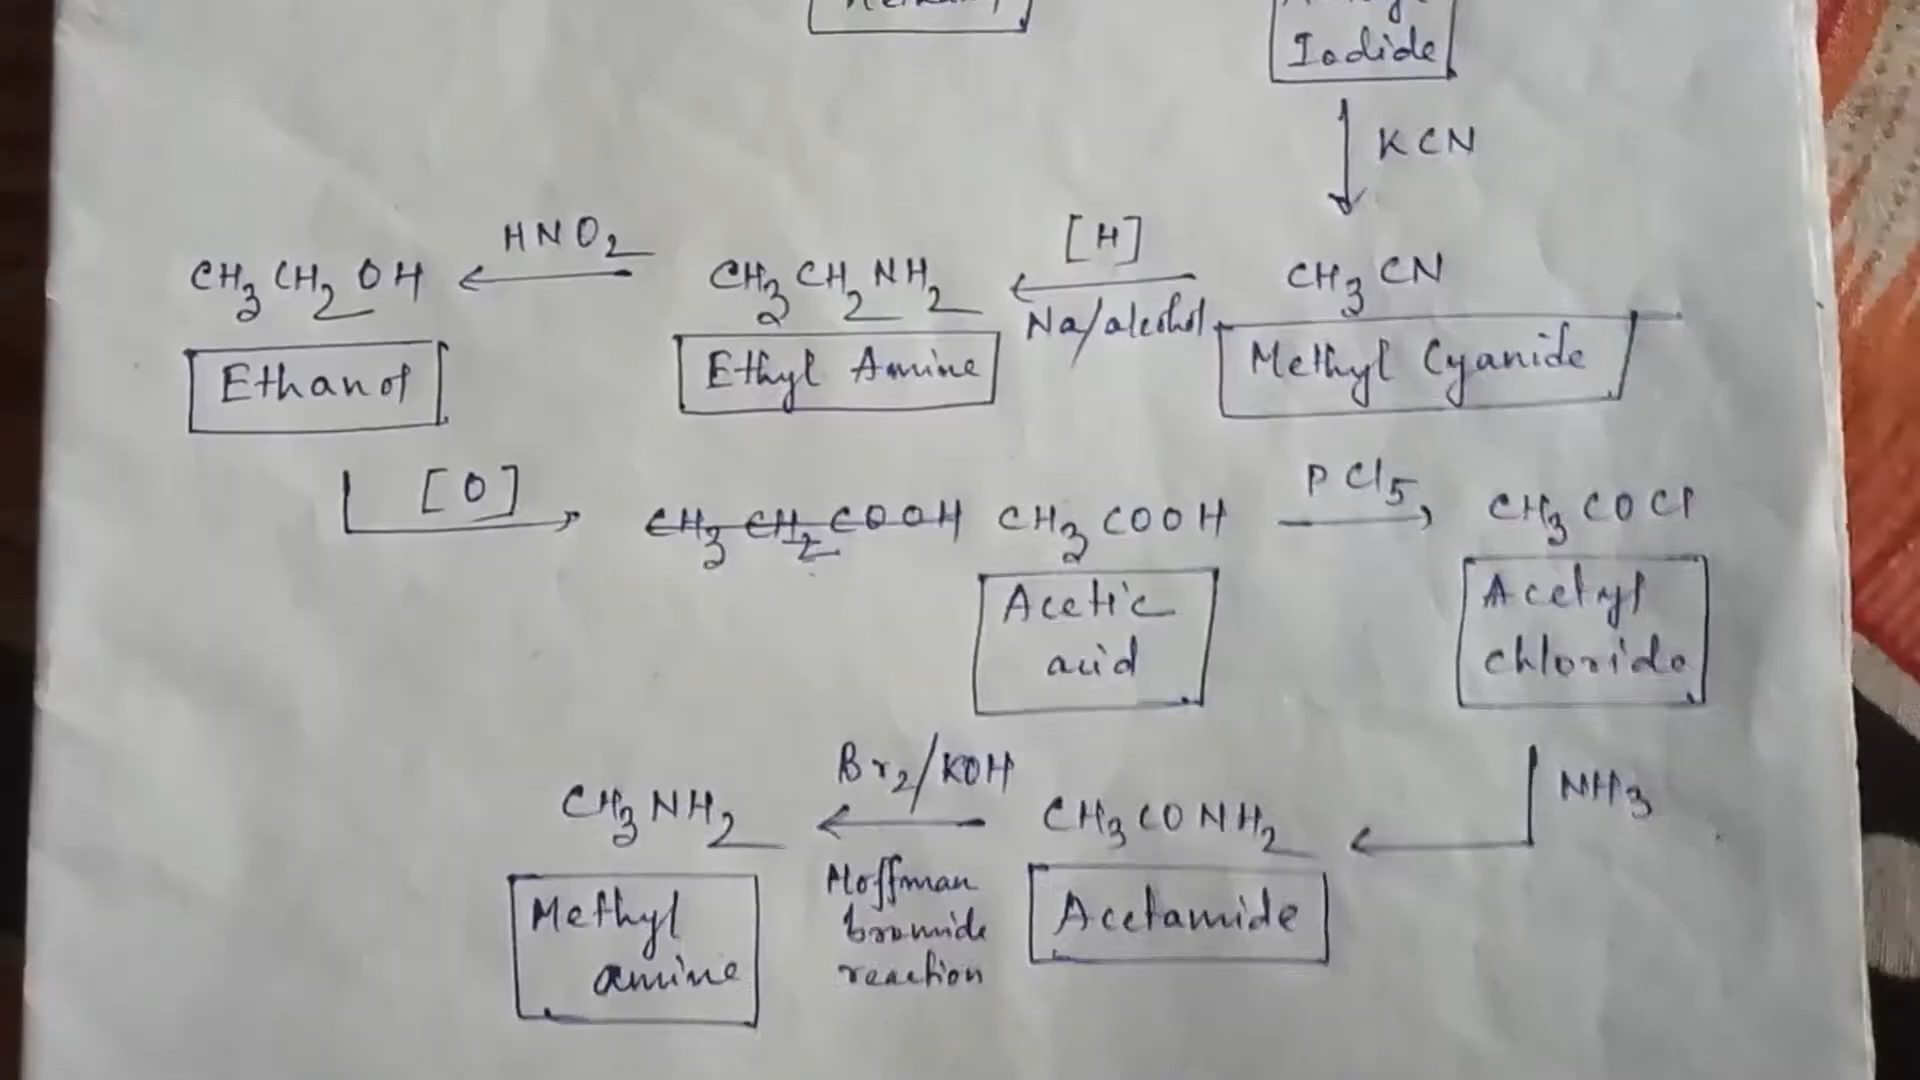 Iodide
KCN
CH3CH2OH HNO2 CH3CH2NH2 [H] CH3CN
Na/alcohol
Ethanol Ethyl Amine Methyl Cyanide
[O] CH3CH2COOH CH3COOH PCl5 CH3COCl
Acetic Acetyl
acid chloride
CH3NH2 Br2/KOH CH3CONH2 NH3
Methyl Hoffman Acetamide
amine bromide
reaction